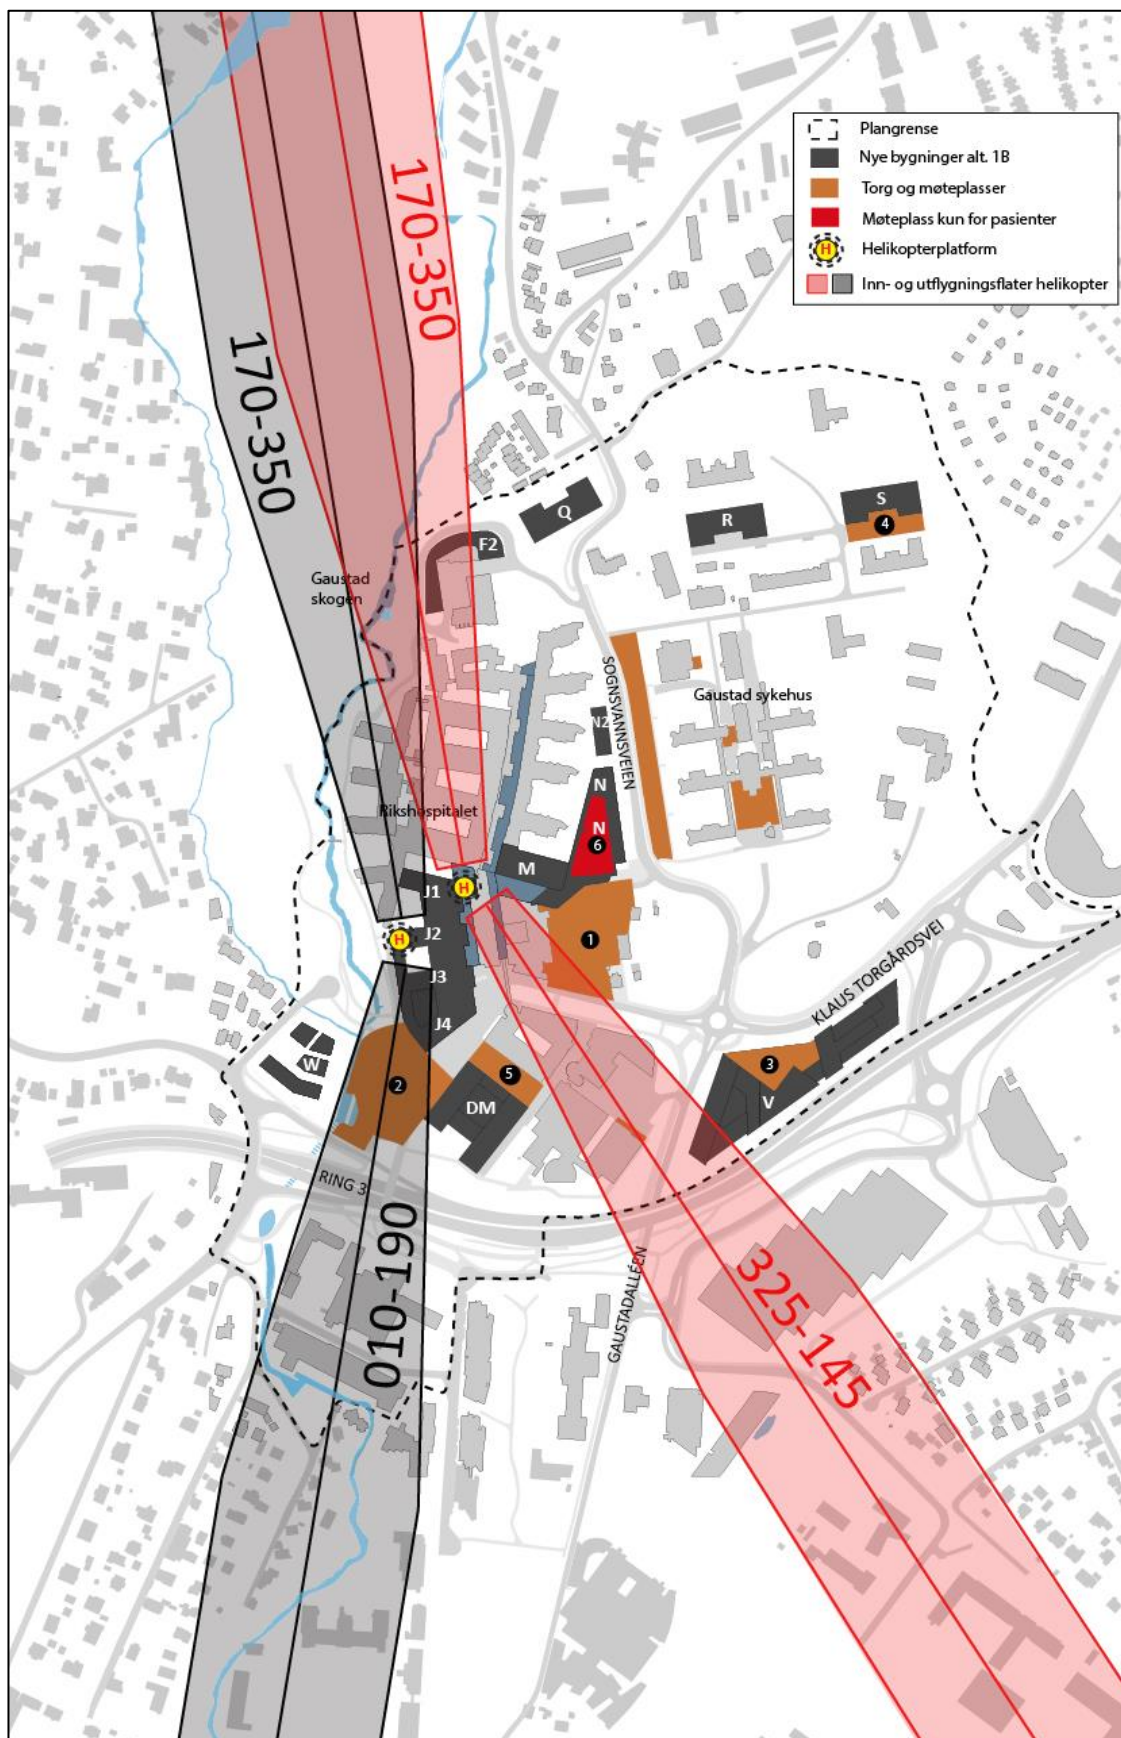 Plangrense
Nye bygninger alt. 1B
Torg og møteplasser
Møteplass kun for pasienter
H
Helikopterplatform
Inn- og utflygningsflater helikopter
170-350
170-350
Q
F2
R
S
4
Gaustad
skogen
SOGNSVANNSVEIEN
Gaustad sykehus
N2
N
N
6
Rikshospitalet
M
J1
H
J2
H
J3
J4
1
KLAUS TORGÅRDSVEI
W
2
5
DM
3
V
RING 3
010-190
GAUSTADALLÉEN
325-145